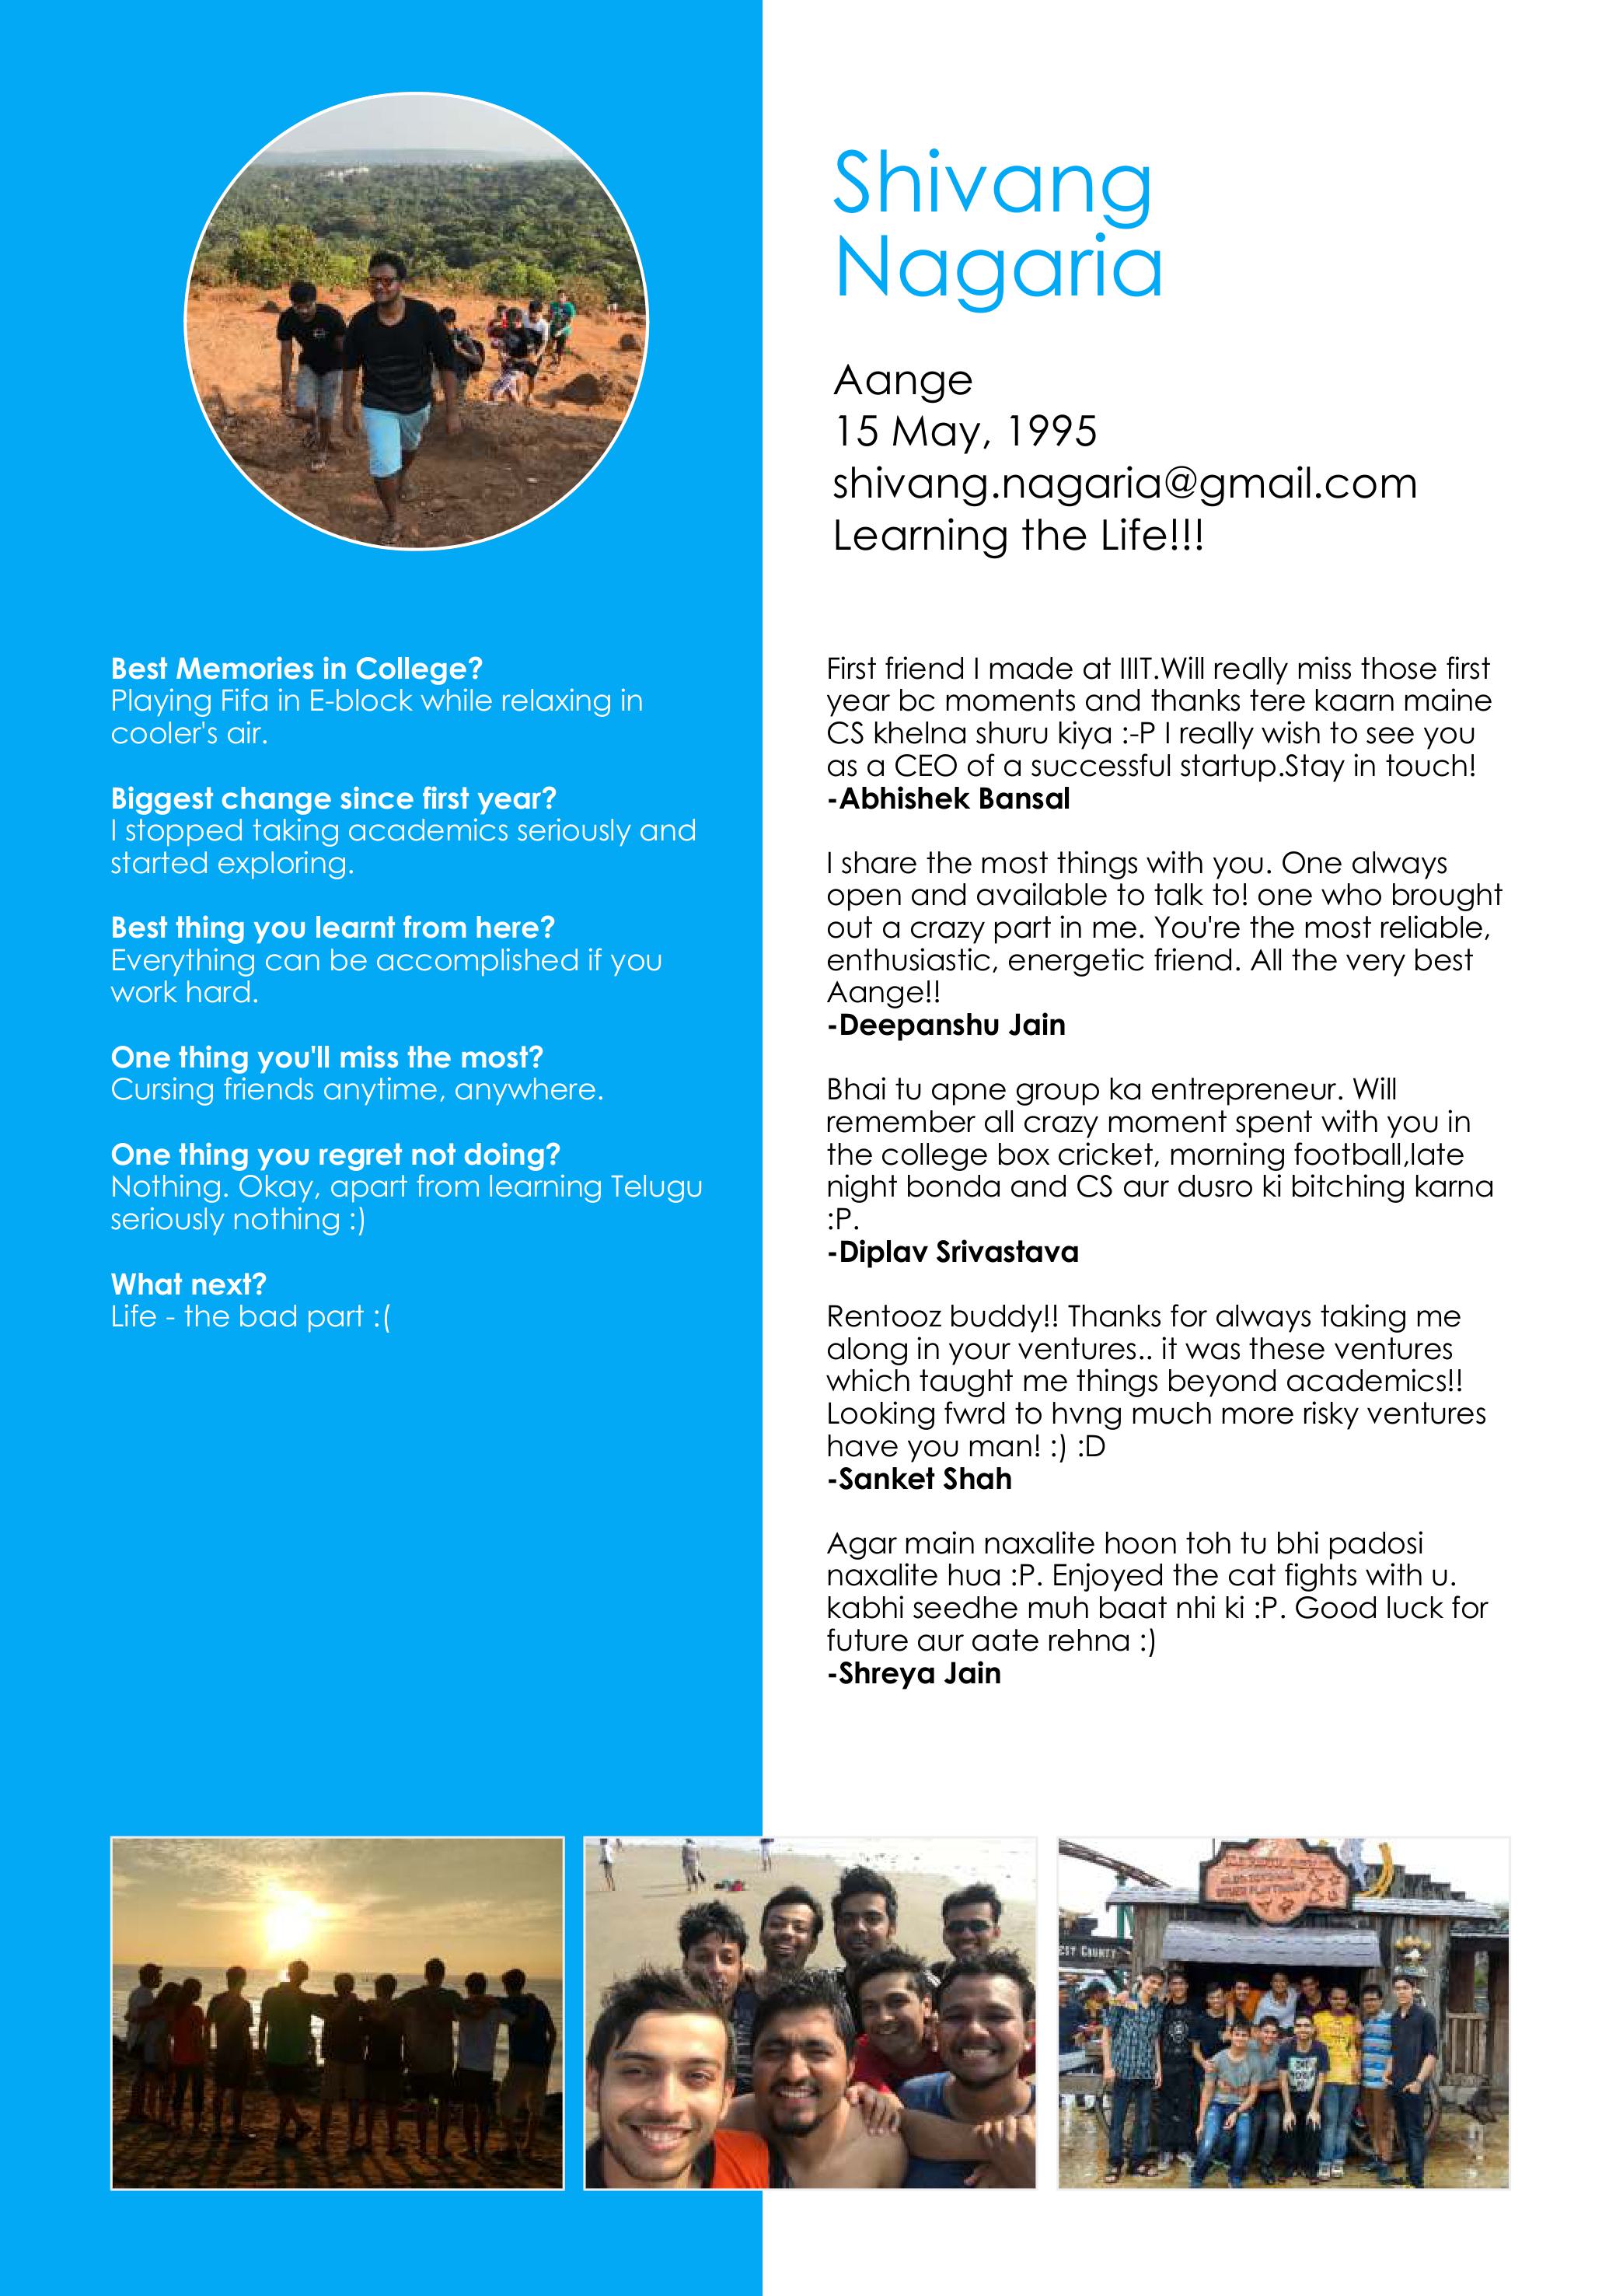 Shivang
Nagaria
Aange
15 May, 1995
shivang.nagaria@gmail.com
Learning the Life!!!
Best Memories in College?
Playing Fifa in E-block while relaxing in
cooler's air.
Biggest change since first year?
I stopped taking academics seriously and
started exploring.
Best thing you learnt from here?
Everything can be accomplished if you
work hard.
One thing you'll miss the most?
Cursing friends anytime, anywhere.
One thing you regret not doing?
Nothing. Okay, apart from learning Telugu
seriously nothing :)
What next?
Life - the bad part :(
First friend I made at IIIT.Will really miss those first
year bc moments and thanks tere kaarn maine
CS khelna shuru kiya :-P I really wish to see you
as a CEO of a successful startup.Stay in touch!
-Abhishek Bansal
I share the most things with you. One always
open and available to talk to! one who brought
out a crazy part in me. You're the most reliable,
enthusiastic, energetic friend. All the very best
Aange!!
-Deepanshu Jain
Bhai tu apne group ka entrepreneur. Will
remember all crazy moment spent with you in
the college box cricket, morning football,late
night bonda and CS aur dusro ki bitching karna
:P.
-Diplav Srivastava
Rentooz buddy!! Thanks for always taking me
along in your ventures.. it was these ventures
which taught me things beyond academics!!
Looking fwrd to hvng much more risky ventures
have you man! :) :D
-Sanket Shah
Agar main naxalite hoon toh tu bhi padosi
naxalite hua :P. Enjoyed the cat fights with u.
kabhi seedhe muh baat nhi ki :P. Good luck for
future aur aate rehna :)
-Shreya Jain
EST COUNTY